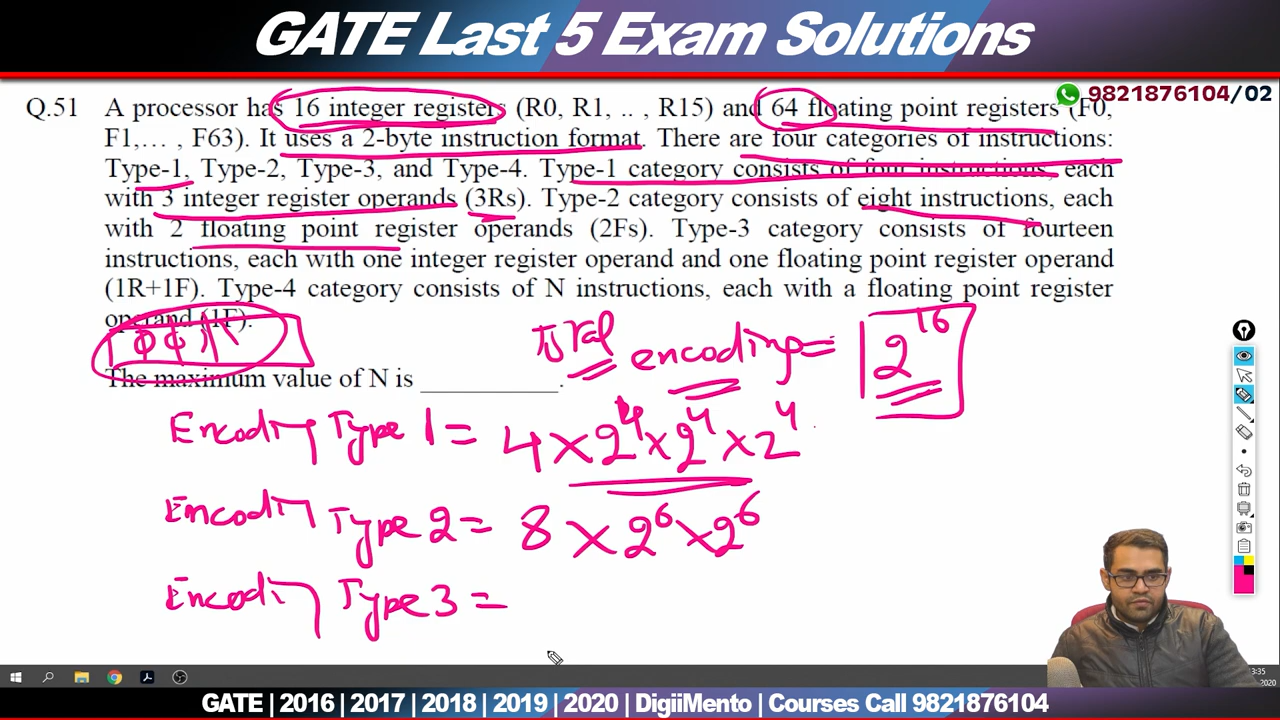 GATE Last 5 Exam Solutions
9821876104/02
Q.51 A processor has 16 integer registers (R0, R1, .. , R15) and 64 floating point registers (F0,
F1,… , F63). It uses a 2-byte instruction format. There are four categories of instructions:
Type-1, Type-2, Type-3, and Type-4. Type-1 category consists of four instructions, each
with 3 integer register operands (3Rs). Type-2 category consists of eight instructions, each
with 2 floating point register operands (2Fs). Type-3 category consists of fourteen
instructions, each with one integer register operand and one floating point register operand
(1R+1F). Type-4 category consists of N instructions, each with a floating point register
operand (1F).
Total encoding = 2^16
The maximum value of N is ____________.
Encoding Type 1 = 4 × 2^4 × 2^4 × 2^4
Encoding Type 2 = 8 × 2^6 × 2^6
Encoding Type 3 =
GATE | 2016 | 2017 | 2018 | 2019 | 2020 | DigiiMento | Courses Call 9821876104